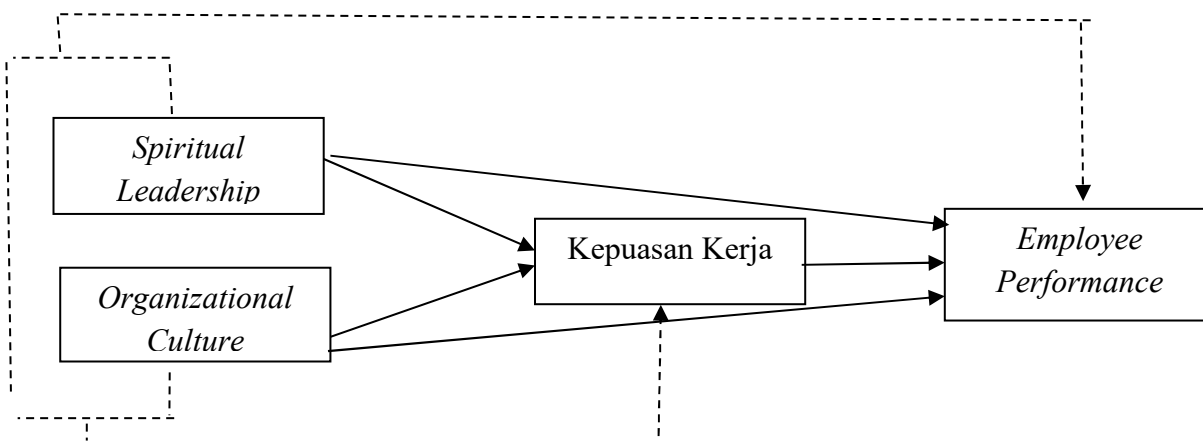 Spiritual
Leadership
Kepuasan Kerja
Employee
Performance
Organizational
Culture